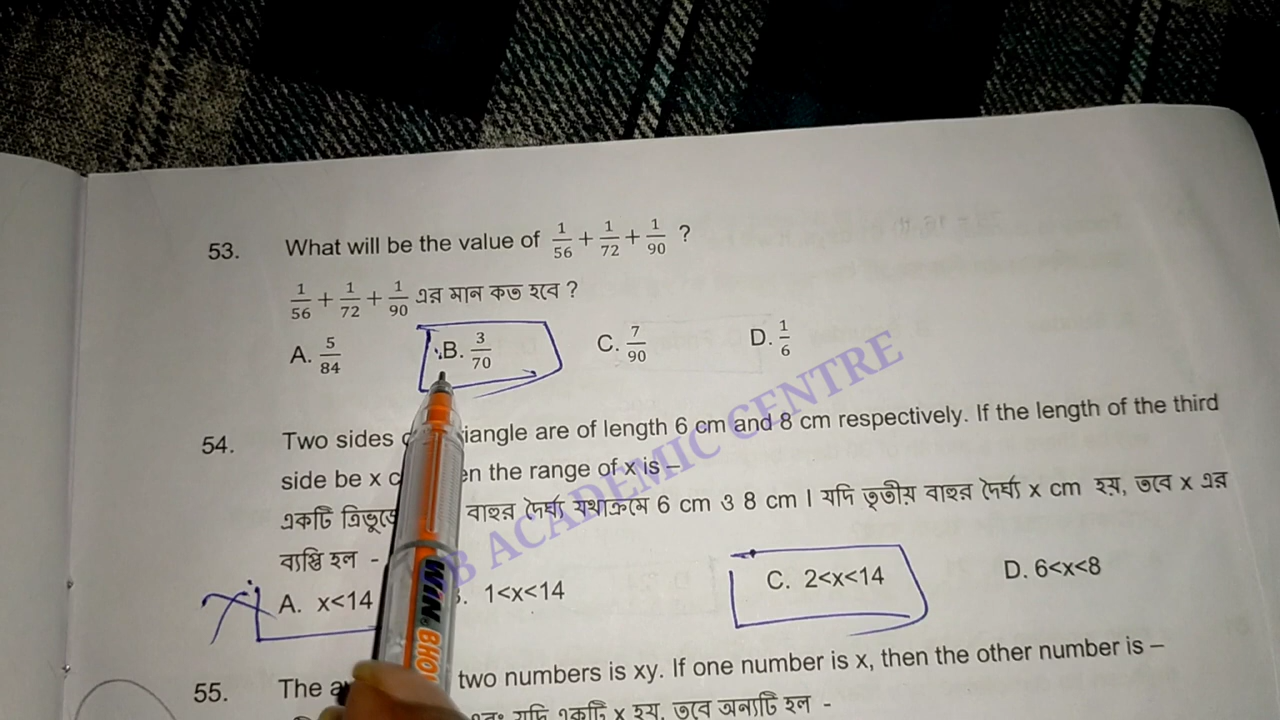 53. What will be the value of 1/56 + 1/72 + 1/90 ?
1/56 + 1/72 + 1/90 এর মান কত হবে ?
A. 5/84 B. 3/70 C. 7/90 D. 1/6
54. Two sides iangle are of length 6 cm and 8 cm respectively. If the length of the third
side be x c en the range of x is –
একটি ত্রিভুজে বাহুর দৈর্ঘ্য যথাক্রমে 6 cm ও 8 cm । যদি তৃতীয় বাহুর দৈর্ঘ্য x cm হয়, তবে x এর
ব্যপ্তি হল -
A. x<14 B. 1<x<14 C. 2<x<14 D. 6<x<8
55. The a two numbers is xy. If one number is x, then the other number is –
যদি একটি x হয়, তবে অন্যটি হল -
B ACADEMIC CENTRE
WiN